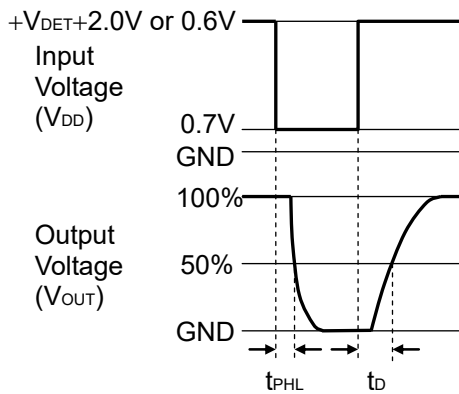 +VDET+2.0V or 0.6V
Input
Voltage
(VDD)
0.7V
GND
100%
Output
Voltage
(VOUT)
50%
GND
tPHL
tD